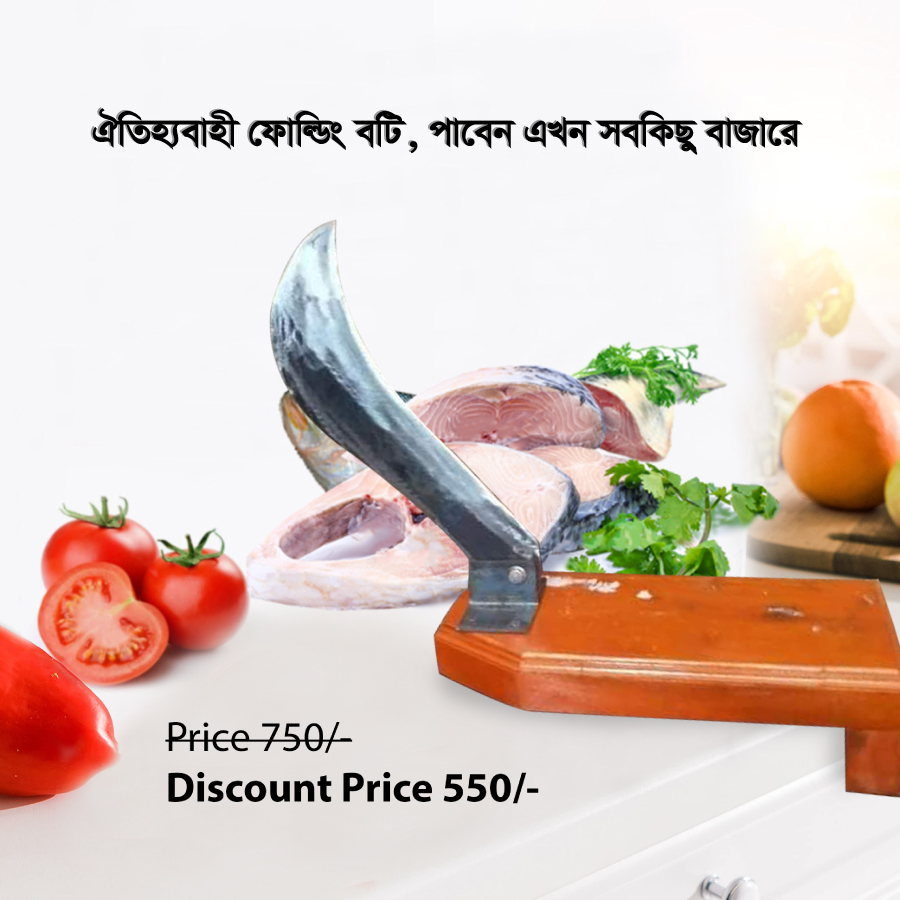 ঐতিহ্যবাহী ফোল্ডিং বটি, পাবেন এখন সবকিছু বাজারে
Price 750/-
Discount Price 550/-